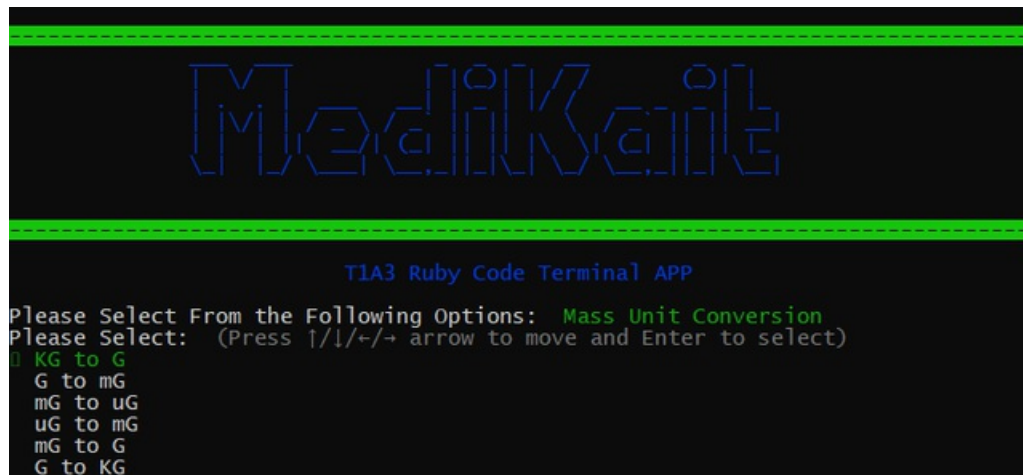 MediKait
T1A3 Ruby Code Terminal APP
Please Select From the Following Options:  Mass Unit Conversion
Please Select:  (Press ↑/↓/←/→ arrow to move and Enter to select)
KG to G
G to mG
mG to uG
uG to mG
mG to G
G to KG